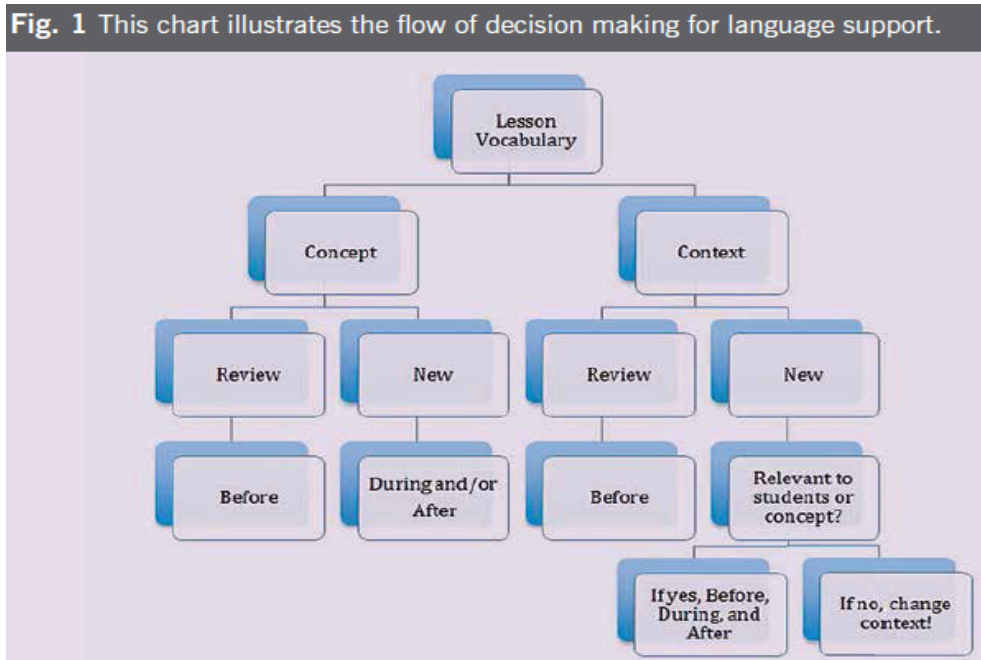 Fig. 1 This chart illustrates the flow of decision making for language support.
Lesson
Vocabulary
Concept
Context
Review
New
Review
New
Before
During and/or
After
Before
Relevant to
students or
concept?
If yes, Before,
During, and
After
If no, change
context!